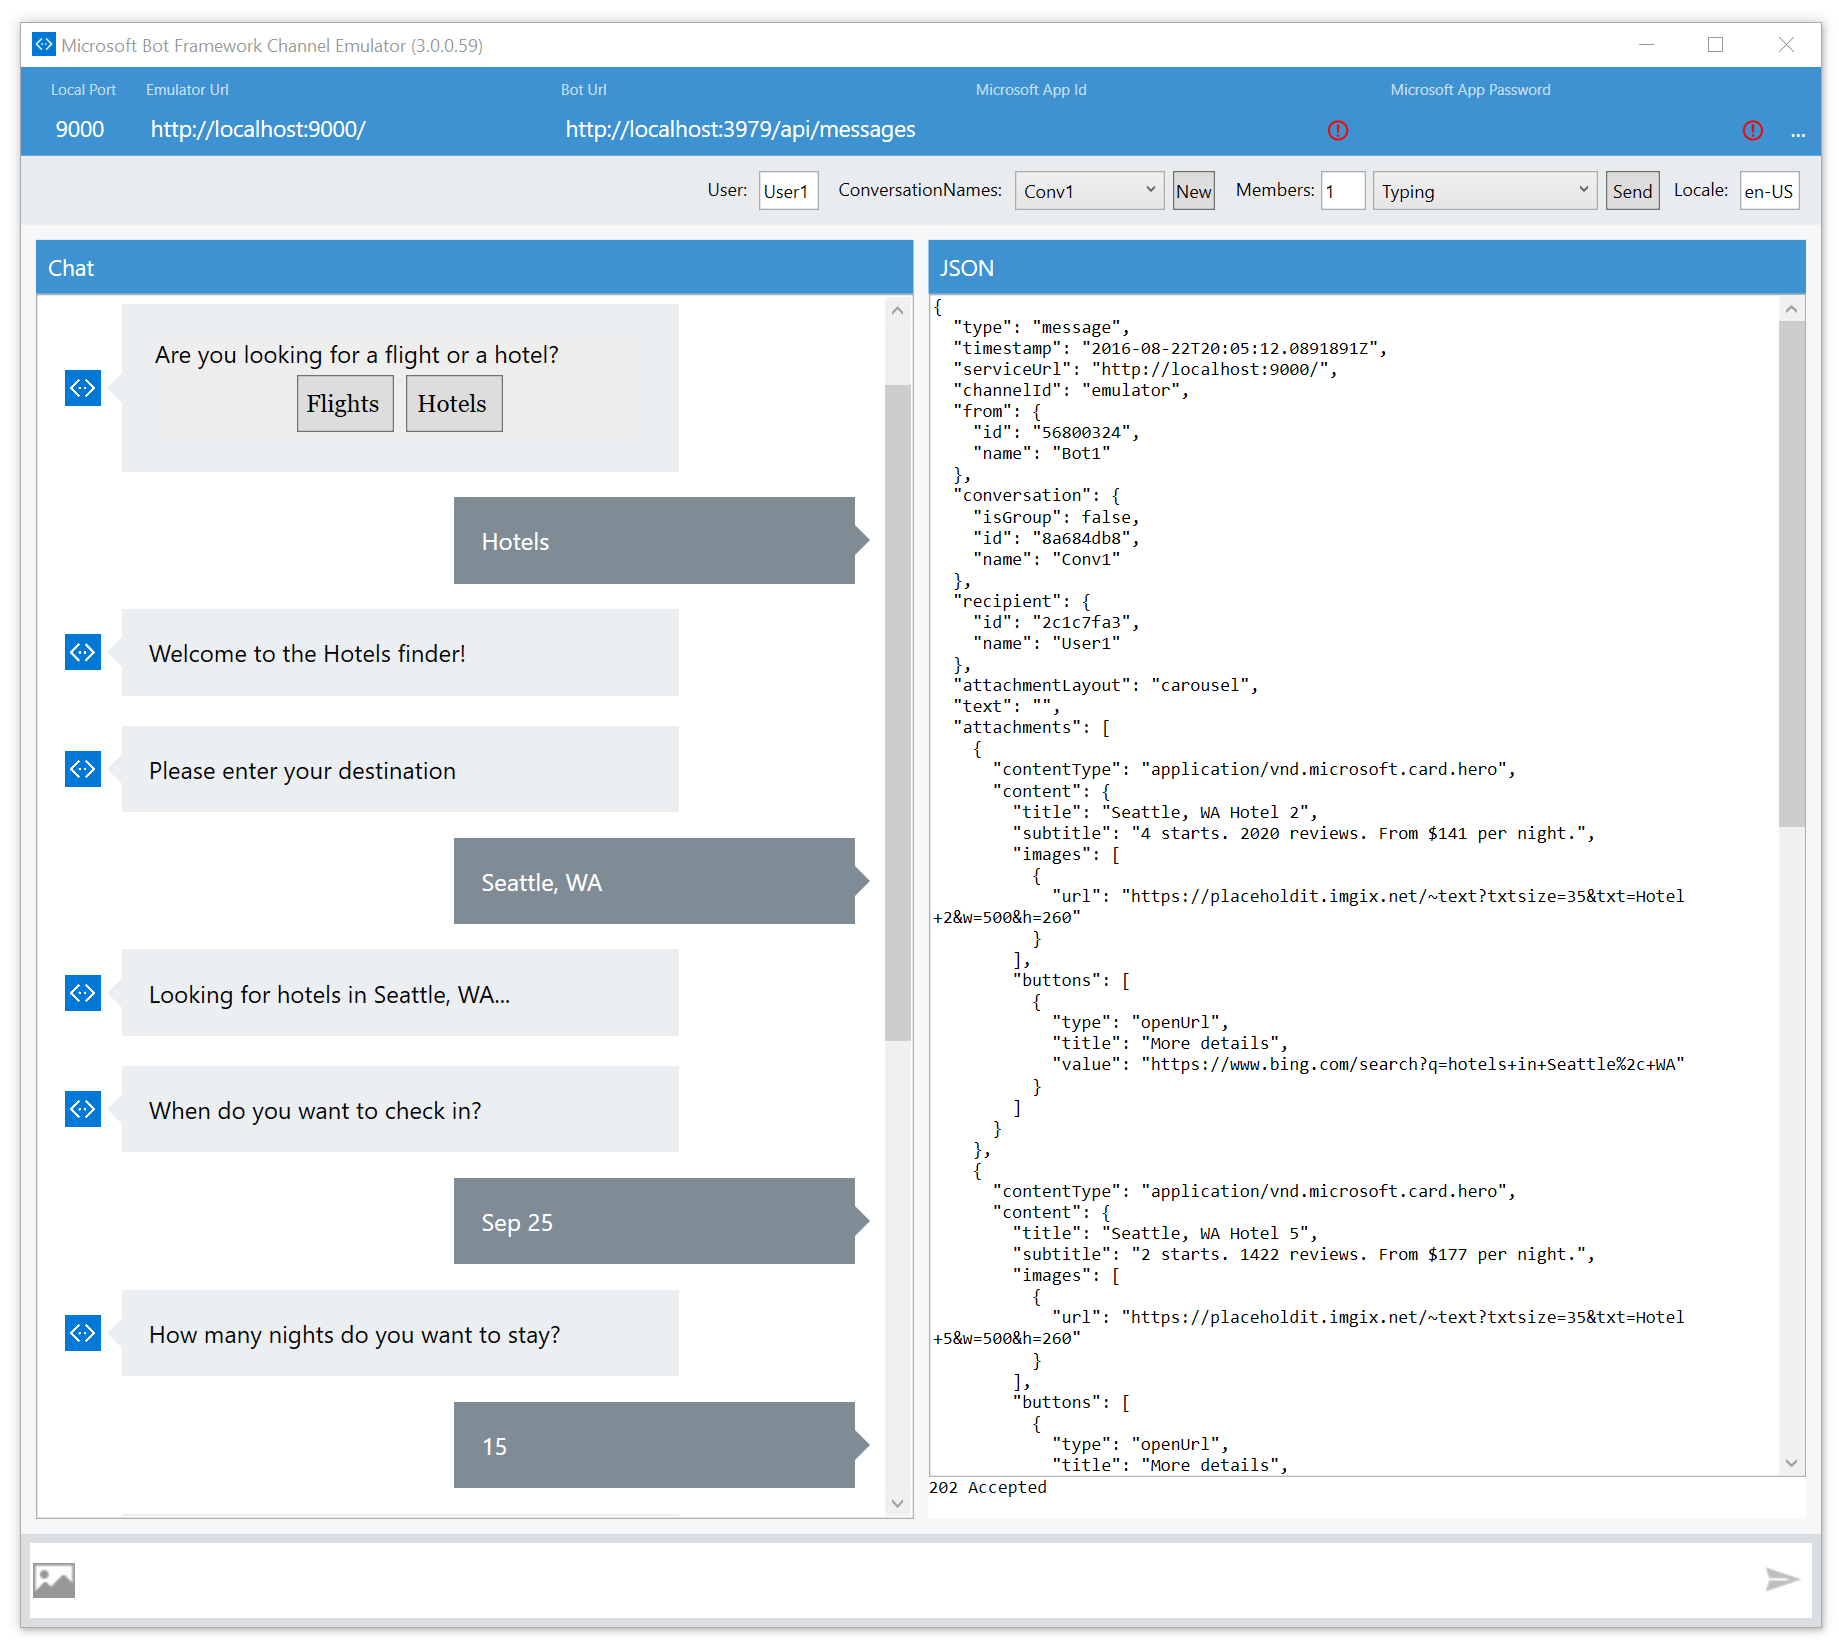 Microsoft Bot Framework Channel Emulator (3.0.0.59)
Local Port Emulator Url Bot Url Microsoft App Id Microsoft App Password
9000 http://localhost:9000/ http://localhost:3979/api/messages ...
User: User1 ConversationNames: Conv1 New Members: 1 Typing Send Locale: en-US
Chat
Are you looking for a flight or a hotel?
Flights Hotels
Hotels
Welcome to the Hotels finder!
Please enter your destination
Seattle, WA
Looking for hotels in Seattle, WA...
When do you want to check in?
Sep 25
How many nights do you want to stay?
15
JSON
{
  "type": "message",
  "timestamp": "2016-08-22T20:05:12.0891891Z",
  "serviceUrl": "http://localhost:9000/",
  "channelId": "emulator",
  "from": {
    "id": "56800324",
    "name": "Bot1"
  },
  "conversation": {
    "isGroup": false,
    "id": "8a684db8",
    "name": "Conv1"
  },
  "recipient": {
    "id": "2c1c7fa3",
    "name": "User1"
  },
  "attachmentLayout": "carousel",
  "text": "",
  "attachments": [
    {
      "contentType": "application/vnd.microsoft.card.hero",
      "content": {
        "title": "Seattle, WA Hotel 2",
        "subtitle": "4 starts. 2020 reviews. From $141 per night.",
        "images": [
          {
            "url": "https://placeholdit.imgix.net/~text?txtsize=35&txt=Hotel
+2&w=500&h=260"
          }
        ],
        "buttons": [
          {
            "type": "openUrl",
            "title": "More details",
            "value": "https://www.bing.com/search?q=hotels+in+Seattle%2c+WA"
          }
        ]
      }
    },
    {
      "contentType": "application/vnd.microsoft.card.hero",
      "content": {
        "title": "Seattle, WA Hotel 5",
        "subtitle": "2 starts. 1422 reviews. From $177 per night.",
        "images": [
          {
            "url": "https://placeholdit.imgix.net/~text?txtsize=35&txt=Hotel
+5&w=500&h=260"
          }
        ],
        "buttons": [
          {
            "type": "openUrl",
            "title": "More details",
202 Accepted